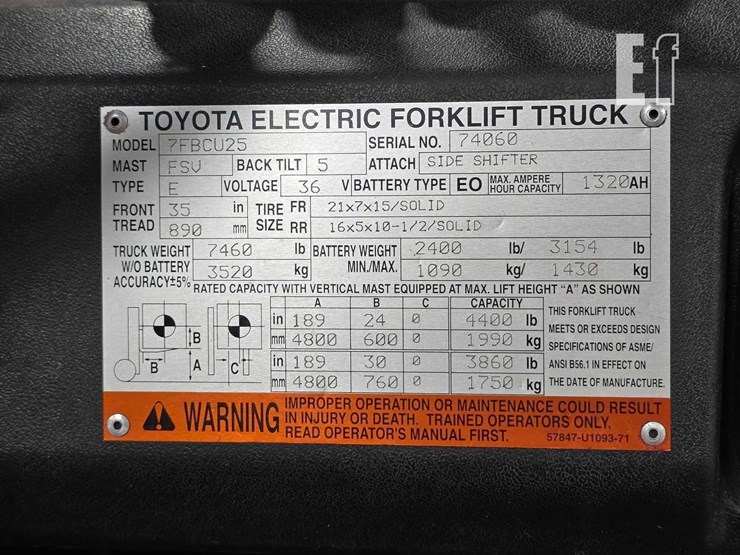 Ef
TOYOTA ELECTRIC FORKLIFT TRUCK
MODEL 7FBCU25 SERIAL NO. 74060
MAST FSV BACK TILT 5 ATTACH SIDE SHIFTER
TYPE E VOLTAGE 36 V BATTERY TYPE EO MAX. AMPERE HOUR CAPACITY 1320 AH
FRONT TREAD 35 in TIRE SIZE FR 21x7x15/SOLID
890 mm RR 16x5x10-1/2/SOLID
TRUCK WEIGHT 7460 lb BATTERY WEIGHT 2400 lb/ 3154 lb
W/O BATTERY 3520 kg MIN./MAX. 1090 kg/ 1430 kg
ACCURACY±5% RATED CAPACITY WITH VERTICAL MAST EQUIPPED AT MAX. LIFT HEIGHT "A" AS SHOWN
A B C CAPACITY
in 189 24 0 4400 lb
mm 4800 600 0 1990 kg
in 189 30 0 3860 lb
mm 4800 760 0 1750 kg
B A B C
THIS FORKLIFT TRUCK
MEETS OR EXCEEDS DESIGN
SPECIFICATIONS OF ASME/
ANSI B56.1 IN EFFECT ON
THE DATE OF MANUFACTURE.
WARNING
IMPROPER OPERATION OR MAINTENANCE COULD RESULT
IN INJURY OR DEATH. TRAINED OPERATORS ONLY.
READ OPERATOR'S MANUAL FIRST. 57847-U1093-71